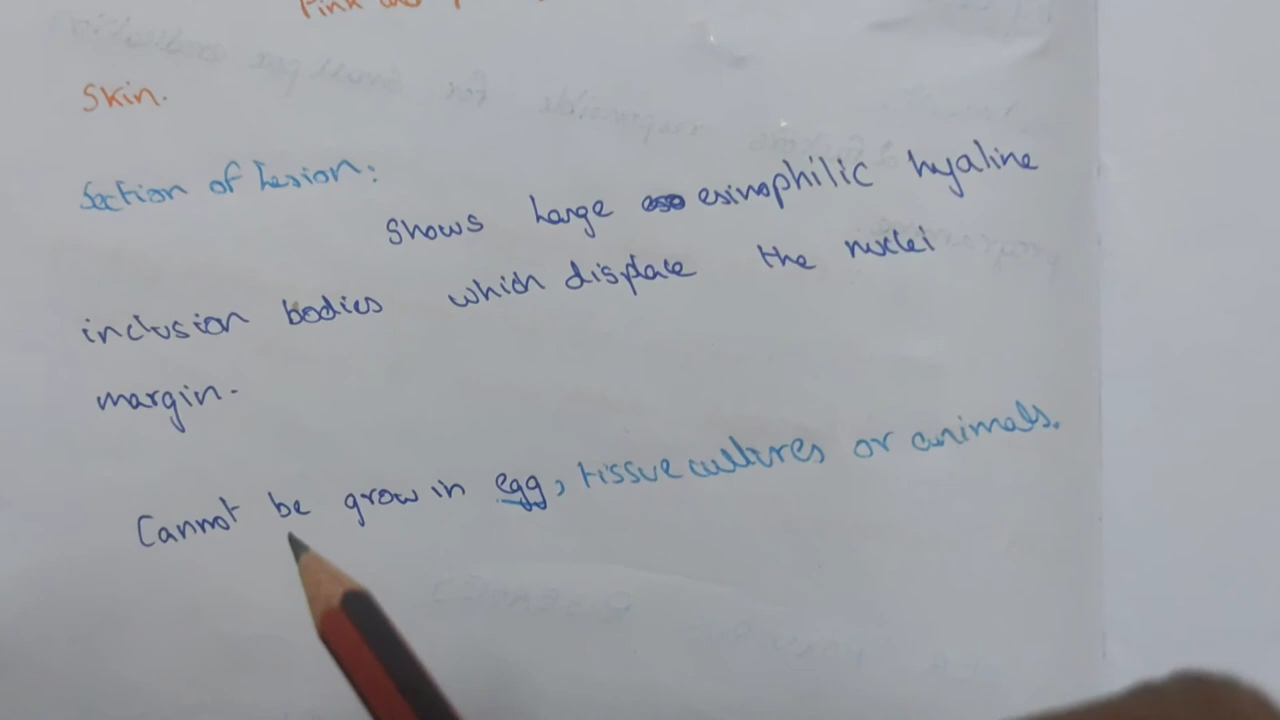 Pink
Skin.
Section of Lesion:
Shows Large esinophilic hyaline
inclusion bodies which displace the nuclei
margin.
Cannot be grow in egg, tissue cultures or animals.